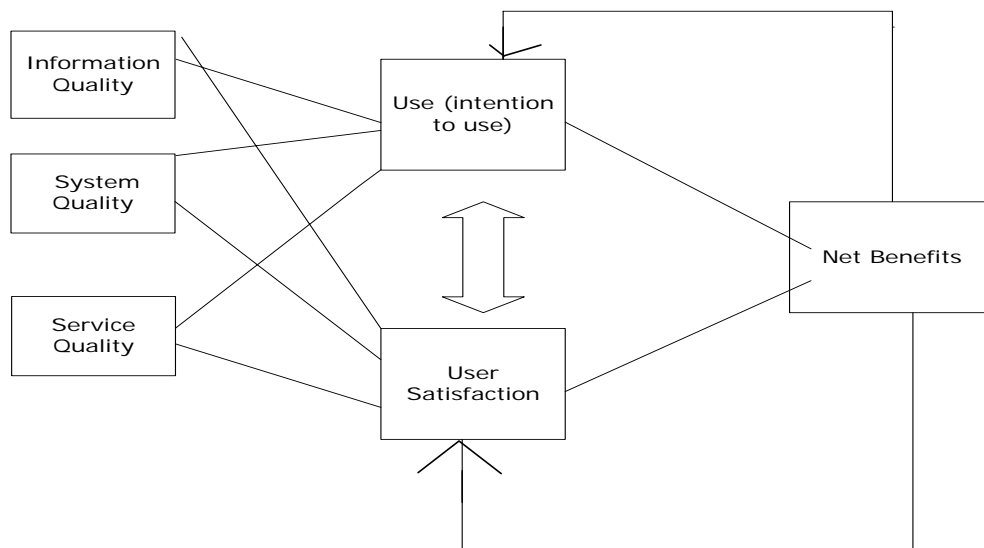 Information
Quality
System
Quality
Service
Quality
Use (intention
to use)
User
Satisfaction
Net Benefits